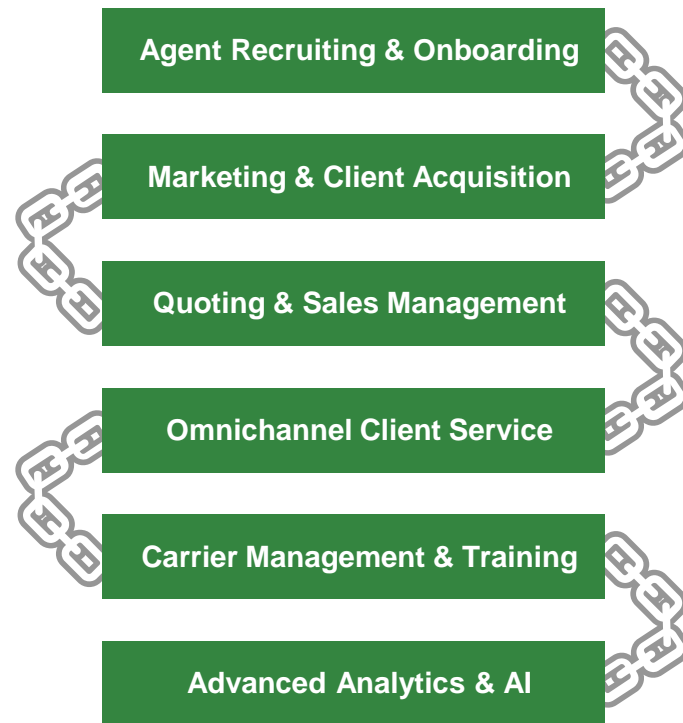 Agent Recruiting & Onboarding
Marketing & Client Acquisition
Quoting & Sales Management
Omnichannel Client Service
Carrier Management & Training
Advanced Analytics & AI